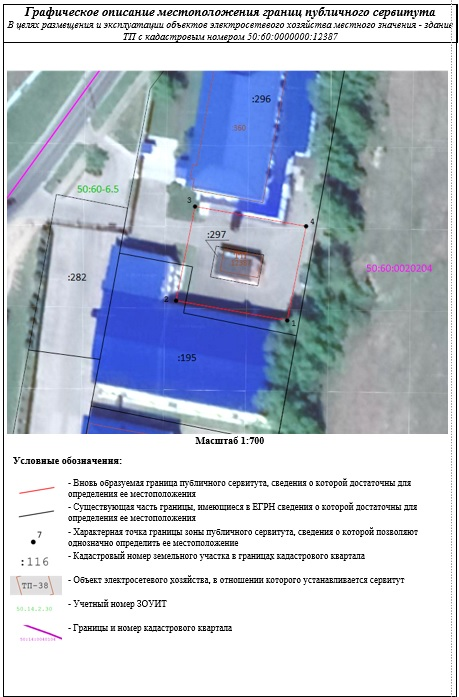 Графическое описание местоположения границ публичного сервитута
В целях размещения и эксплуатации объектов электросетевого хозяйства местного значения - здание
ТП с кадастровым номером 50:60:0000000:12387
:296
380
50:60-6.5
3
4
:297
50:60:0020204
:282
2
1
:195
Масштаб 1:700
Условные обозначения:
- Вновь образуемая граница публичного сервитута, сведения о которой достаточны для
определения ее местоположения
- Существующая часть границы, имеющиеся в ЕГРН сведения о которой достаточны для
определения ее местоположения
7
- Характерная точка границы зоны публичного сервитута, сведения о которой позволяют
однозначно определить ее местоположение
:116
- Кадастровый номер земельного участка в границах кадастрового квартала
ТП-38
- Объект электросетевого хозяйства, в отношении которого устанавливается сервитут
- Учетный номер ЗОУИТ
- Границы и номер кадастрового квартала